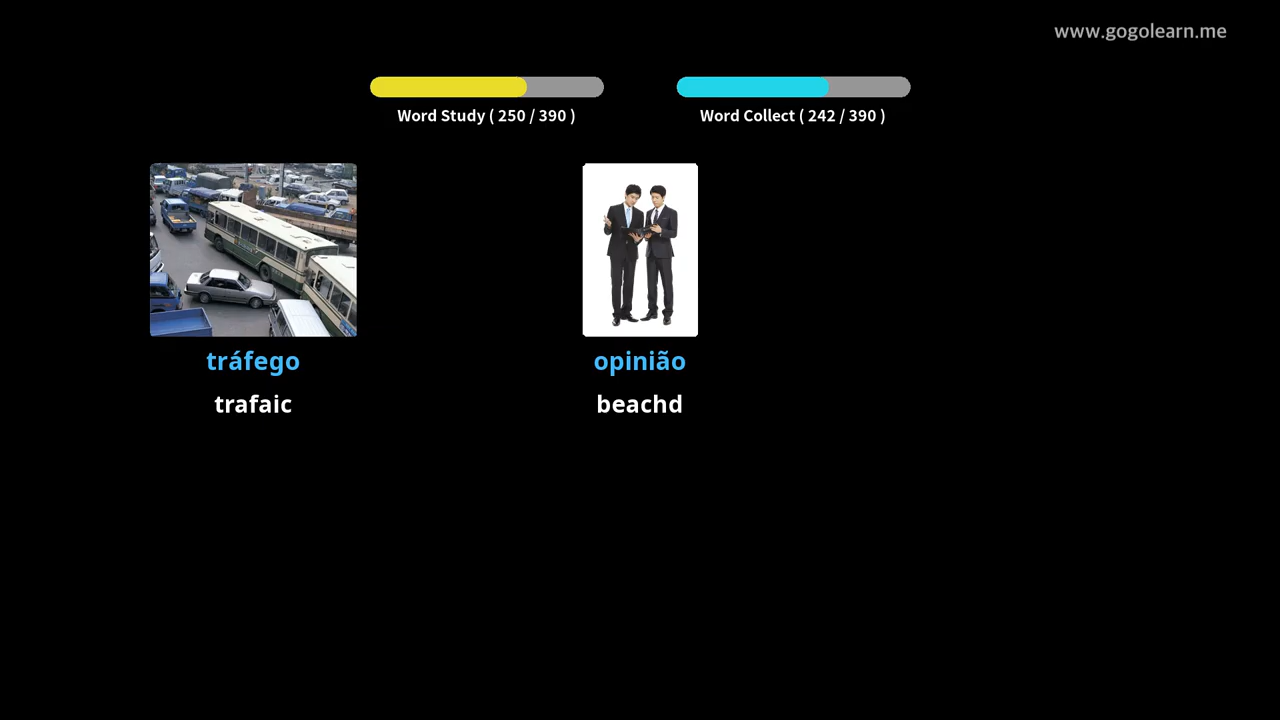 www.gogolearn.me
Word Study ( 250 / 390 )
Word Collect ( 242 / 390 )
tráfego
trafaic
opinião
beachd